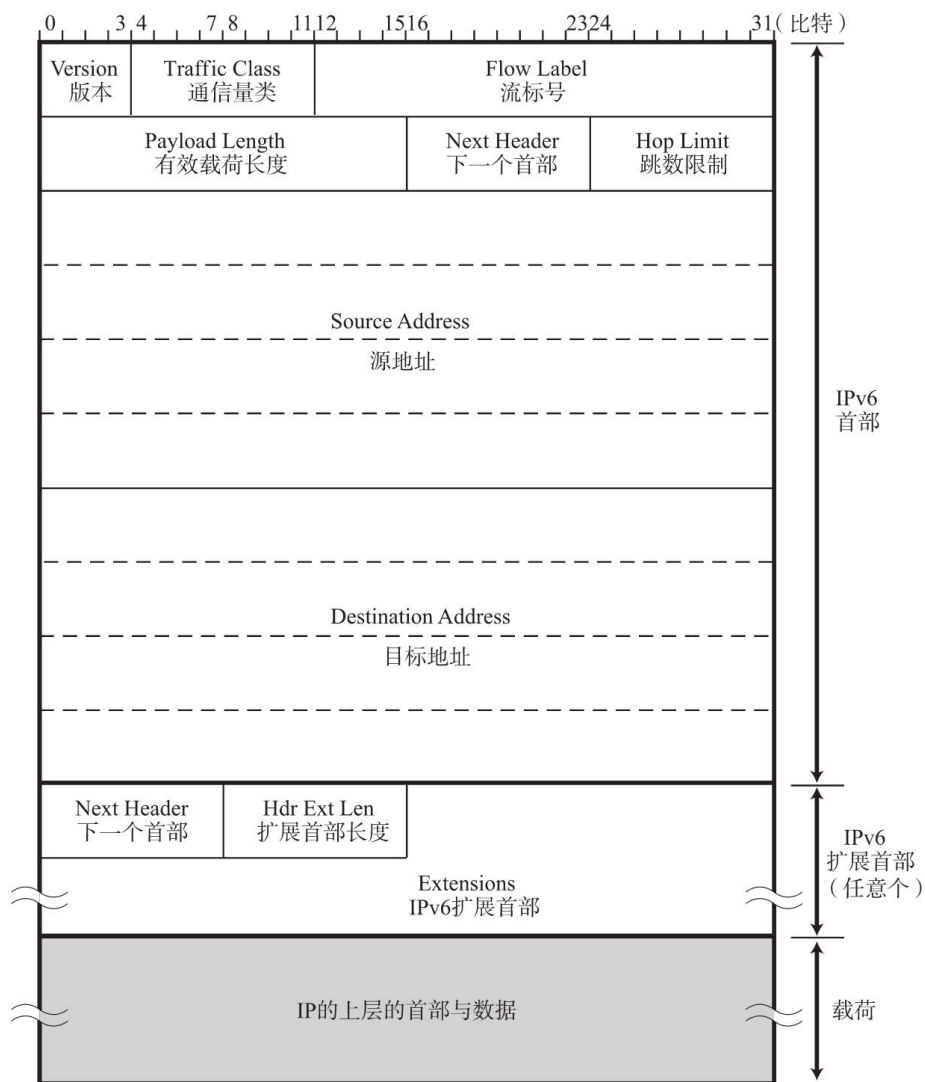 0 3 4 7 8 11 12 15 16 23 24 31(比特)
Version
版本
Traffic Class
通信量类
Flow Label
流标号
Payload Length
有效载荷长度
Next Header
下一个首部
Hop Limit
跳数限制
Source Address
源地址
IPv6
首部
Destination Address
目标地址
Next Header
下一个首部
Hdr Ext Len
扩展首部长度
Extensions
IPv6扩展首部
IPv6
扩展首部
(任意个)
IP的上层的首部与数据
载荷